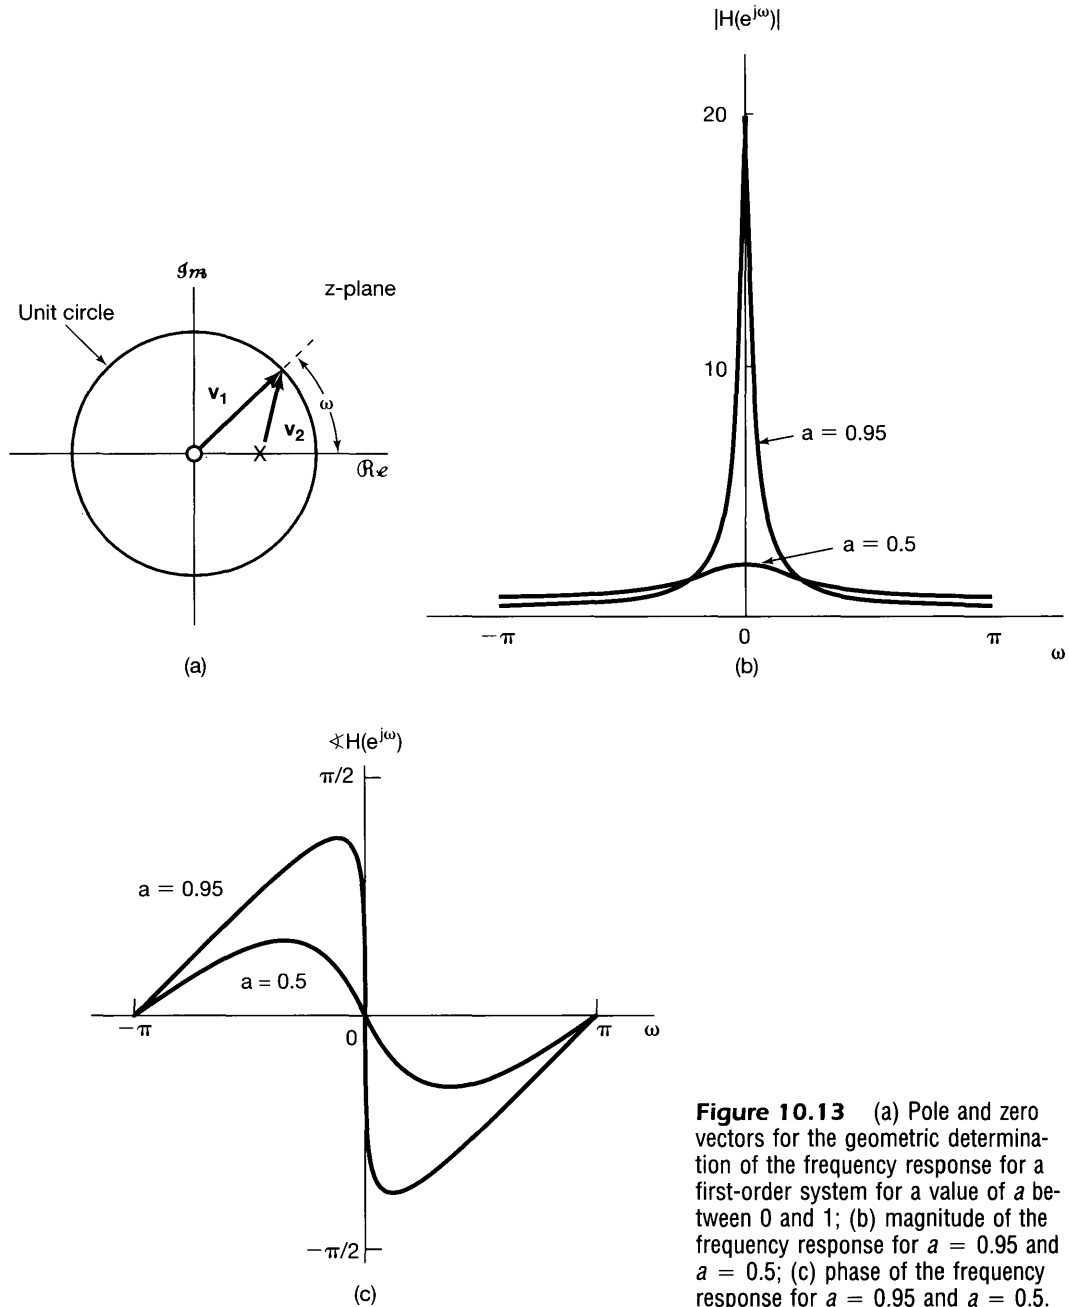 |H(e^jω)|
20
10
a = 0.95
a = 0.5
−π
0
π
ω
(b)
ℐm
z-plane
Unit circle
v₁
ω
v₂
ℛe
(a)
∢H(e^jω)
π/2
a = 0.95
a = 0.5
−π
0
π
ω
−π/2
(c)
Figure 10.13 (a) Pole and zero
vectors for the geometric determina-
tion of the frequency response for a
first-order system for a value of a be-
tween 0 and 1; (b) magnitude of the
frequency response for a = 0.95 and
a = 0.5; (c) phase of the frequency
response for a = 0.95 and a = 0.5.